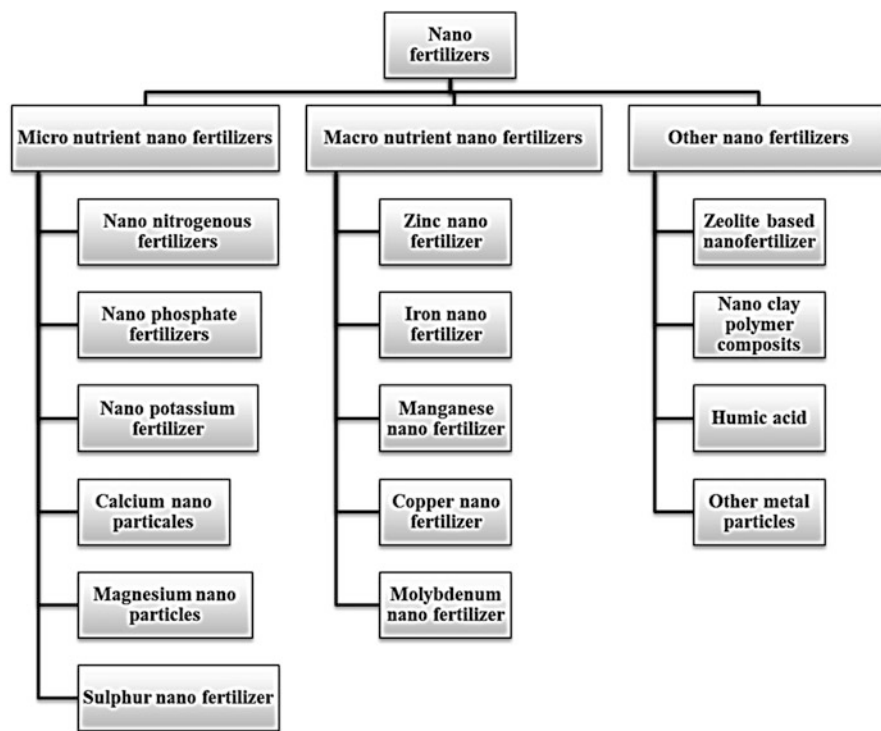 Nano
fertilizers
Micro nutrient nano fertilizers
Macro nutrient nano fertilizers
Other nano fertilizers
Nano nitrogenous
fertilizers
Nano phosphate
fertilizers
Nano potassium
fertilizer
Calcium nano
particales
Magnesium nano
particles
Sulphur nano fertilizer
Zinc nano
fertilizer
Iron nano
fertilizer
Manganese
nano fertilizer
Copper nano
fertilizer
Molybdenum
nano fertilizer
Zeolite based
nanofertilizer
Nano clay
polymer
composits
Humic acid
Other metal
particles